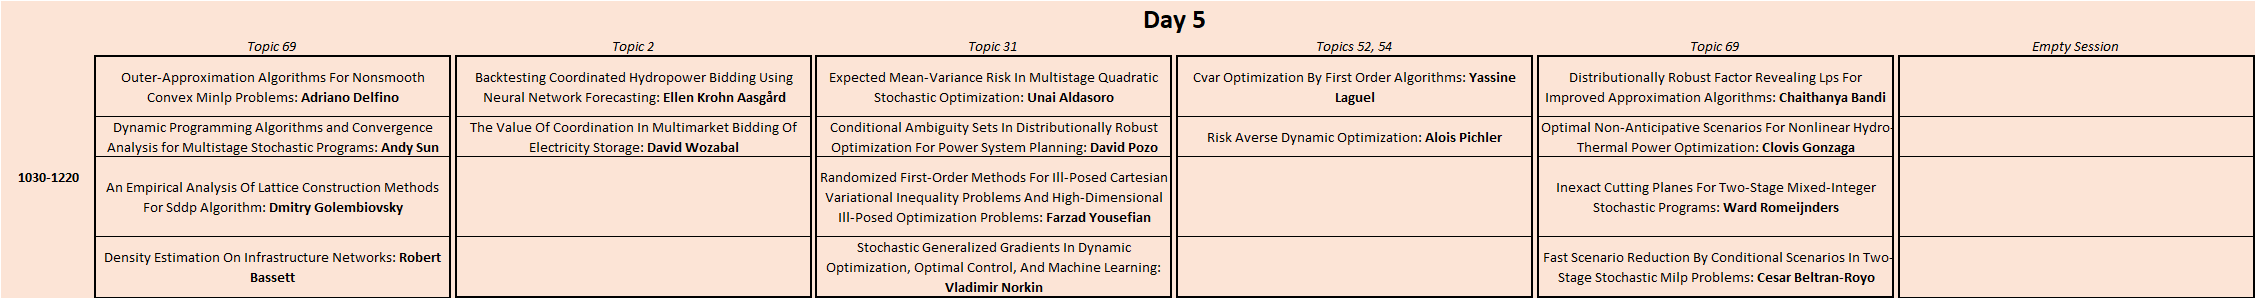 Day 5
Topic 69
Topic 2
Topic 31
Topics 52, 54
Topic 69
Empty Session
1030-1220
Outer-Approximation Algorithms For Nonsmooth
Convex Minlp Problems: Adriano Delfino
Backtesting Coordinated Hydropower Bidding Using
Neural Network Forecasting: Ellen Krohn Aasgård
Expected Mean-Variance Risk In Multistage Quadratic
Stochastic Optimization: Unai Aldasoro
Cvar Optimization By First Order Algorithms: Yassine
Laguel
Distributionally Robust Factor Revealing Lps For
Improved Approximation Algorithms: Chaithanya Bandi
Dynamic Programming Algorithms and Convergence
Analysis for Multistage Stochastic Programs: Andy Sun
The Value Of Coordination In Multimarket Bidding Of
Electricity Storage: David Wozabal
Conditional Ambiguity Sets In Distributionally Robust
Optimization For Power System Planning: David Pozo
Risk Averse Dynamic Optimization: Alois Pichler
Optimal Non-Anticipative Scenarios For Nonlinear Hydro-
Thermal Power Optimization: Clovis Gonzaga
An Empirical Analysis Of Lattice Construction Methods
For Sddp Algorithm: Dmitry Golembiovsky
Randomized First-Order Methods For Ill-Posed Cartesian
Variational Inequality Problems And High-Dimensional
Ill-Posed Optimization Problems: Farzad Yousefian
Inexact Cutting Planes For Two-Stage Mixed-Integer
Stochastic Programs: Ward Romeijnders
Density Estimation On Infrastructure Networks: Robert
Bassett
Stochastic Generalized Gradients In Dynamic
Optimization, Optimal Control, And Machine Learning:
Vladimir Norkin
Fast Scenario Reduction By Conditional Scenarios In Two-
Stage Stochastic Milp Problems: Cesar Beltran-Royo